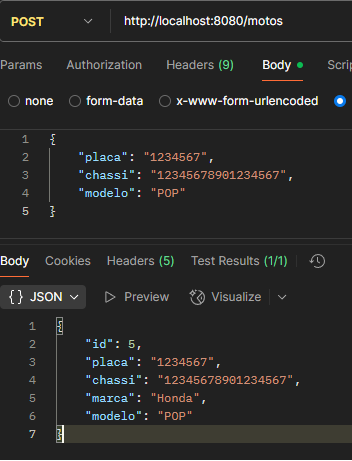 POST http://localhost:8080/motos
Params Authorization Headers (9) Body Scri
none form-data x-www-form-urlencoded
1 {
2 "placa": "1234567",
3 "chassi": "12345678901234567",
4 "modelo": "POP"
5 }
Body Cookies Headers (5) Test Results (1/1)
{} JSON Preview Visualize
1 {
2 "id": 5,
3 "placa": "1234567",
4 "chassi": "12345678901234567",
5 "marca": "Honda",
6 "modelo": "POP"
7 }